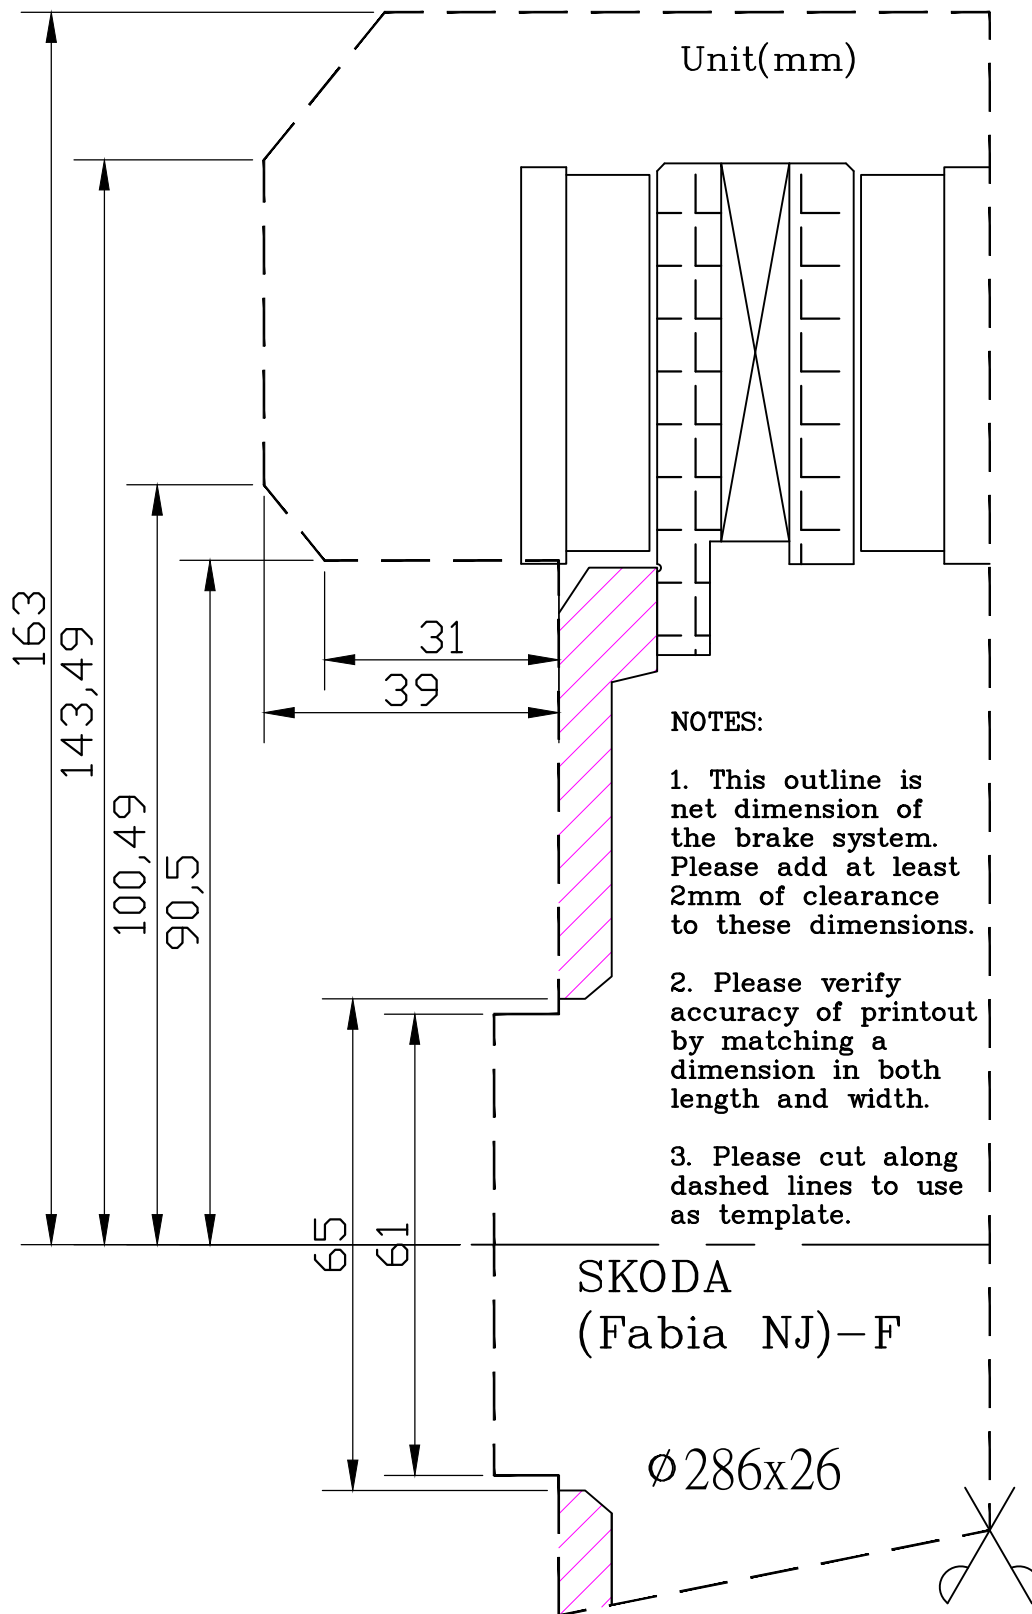 Unit(mm)
163
143,49
100,49
90,5
31
39
NOTES:
1. This outline is
net dimension of
the brake system.
Please add at least
2mm of clearance
to these dimensions.
2. Please verify
accuracy of printout
by matching a
dimension in both
length and width.
3. Please cut along
dashed lines to use
as template.
65
61
SKODA
(Fabia NJ)-F
Ø286x26